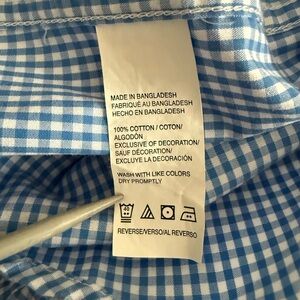 MADE IN BANGLADESH
FABRIQUÉ AU BANGLADESH
HECHO EN BANGLADESH
100% COTTON / COTON/
ALGODÓN
EXCLUSIVE OF DECORATION/
SAUF DÉCORATION/
EXCLUYE LA DECORACIÓN
WASH WITH LIKE COLORS
DRY PROMPTLY
REVERSE/VERSO/AL REVERSO